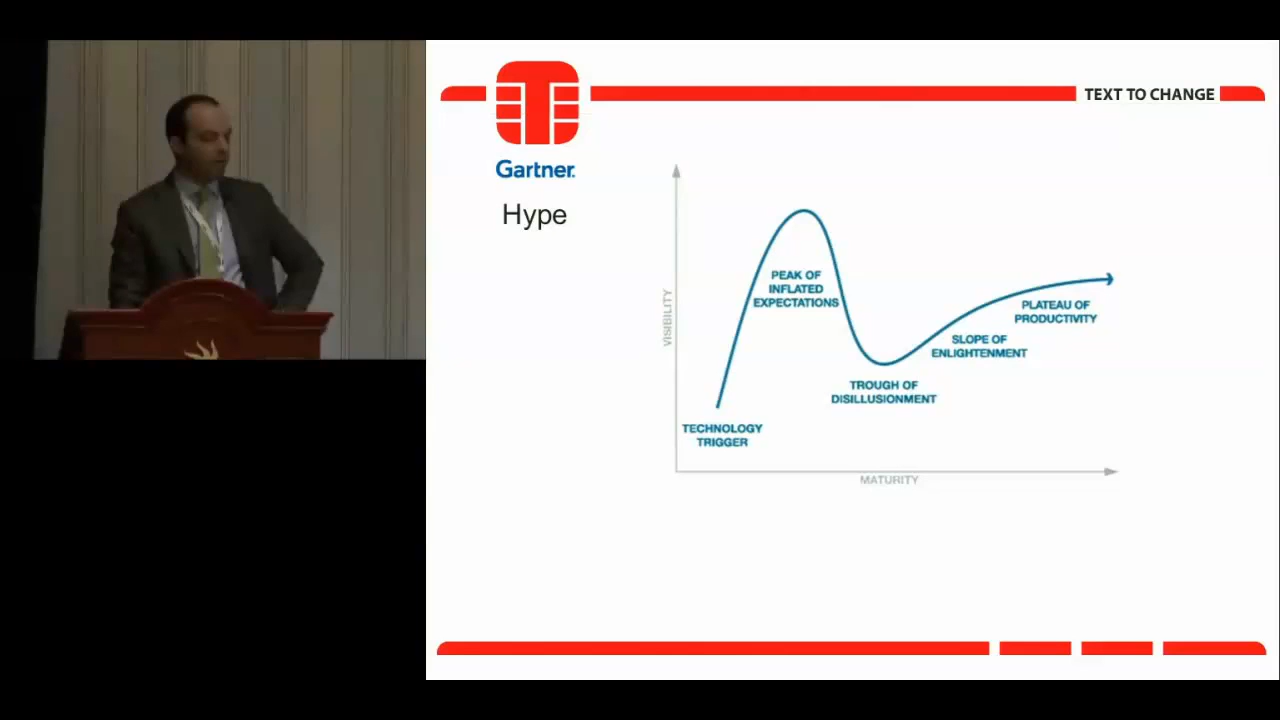 TEXT TO CHANGE
Gartner.
Hype
VISIBILITY
PEAK OF
INFLATED
EXPECTATIONS
PLATEAU OF
PRODUCTIVITY
SLOPE OF
ENLIGHTENMENT
TROUGH OF
DISILLUSIONMENT
TECHNOLOGY
TRIGGER
MATURITY